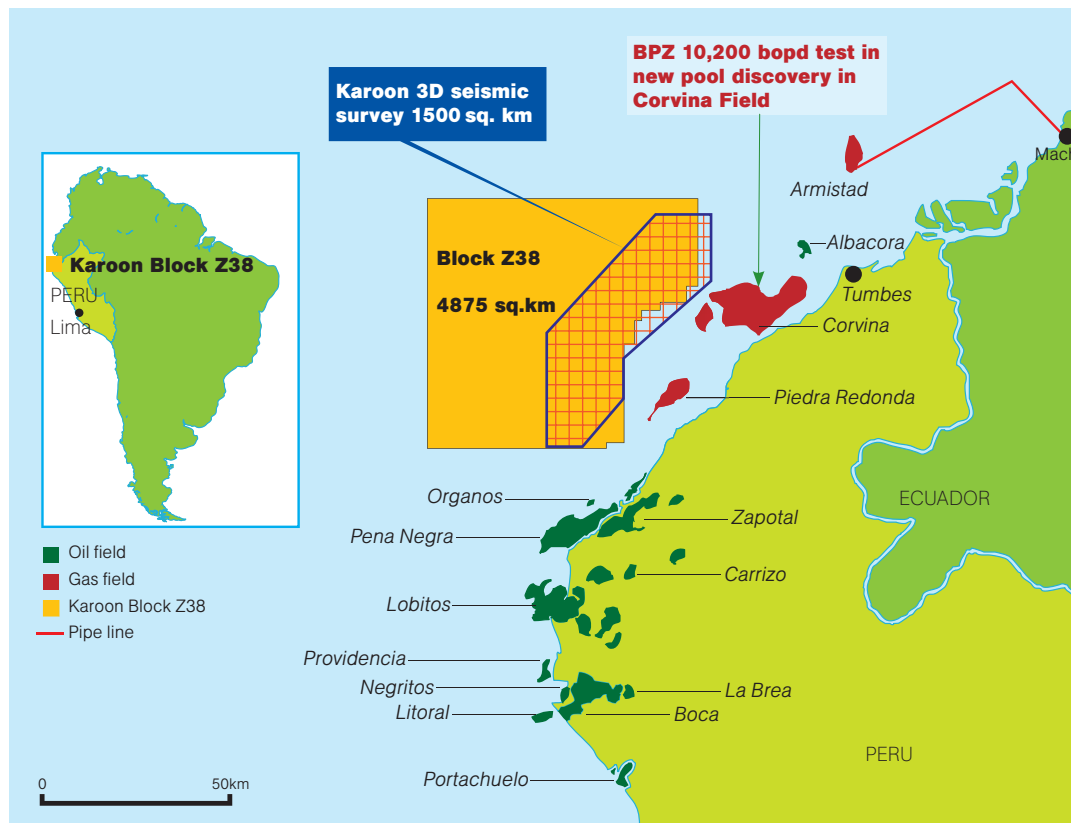 BPZ 10,200 bopd test in
new pool discovery in
Corvina Field
Karoon 3D seismic
survey 1500 sq. km
Mach
Armistad
Albacora
Tumbes
Corvina
Block Z38
4875 sq.km
Karoon Block Z38
PERU
Lima
Piedra Redonda
Organos
Zapotal
Pena Negra
ECUADOR
Carrizo
Lobitos
Oil field
Gas field
Karoon Block Z38
Pipe line
Providencia
Negritos
La Brea
Litoral
Boca
PERU
Portachuelo
0 50km